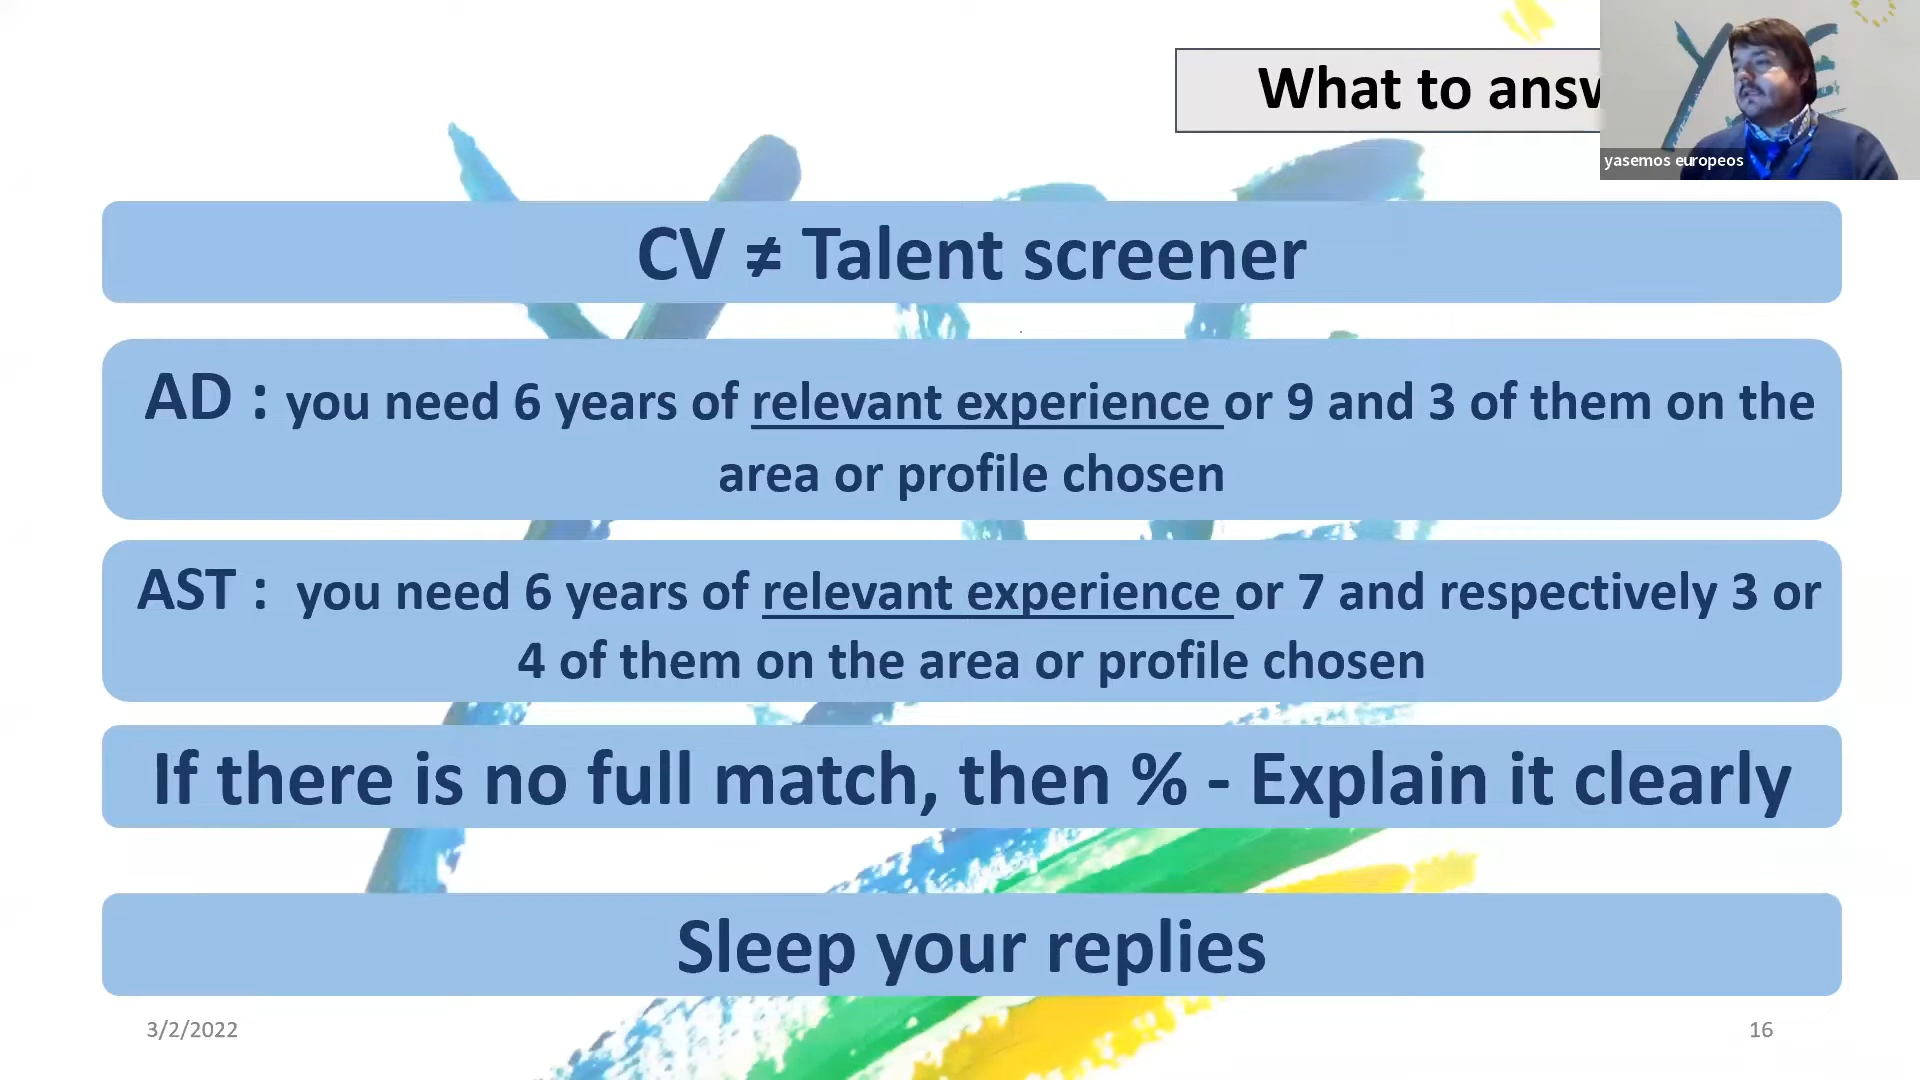 What to answ
yasemos europeos
CV ≠ Talent screener
AD : you need 6 years of relevant experience or 9 and 3 of them on the
area or profile chosen
AST : you need 6 years of relevant experience or 7 and respectively 3 or
4 of them on the area or profile chosen
If there is no full match, then % - Explain it clearly
Sleep your replies
3/2/2022
16